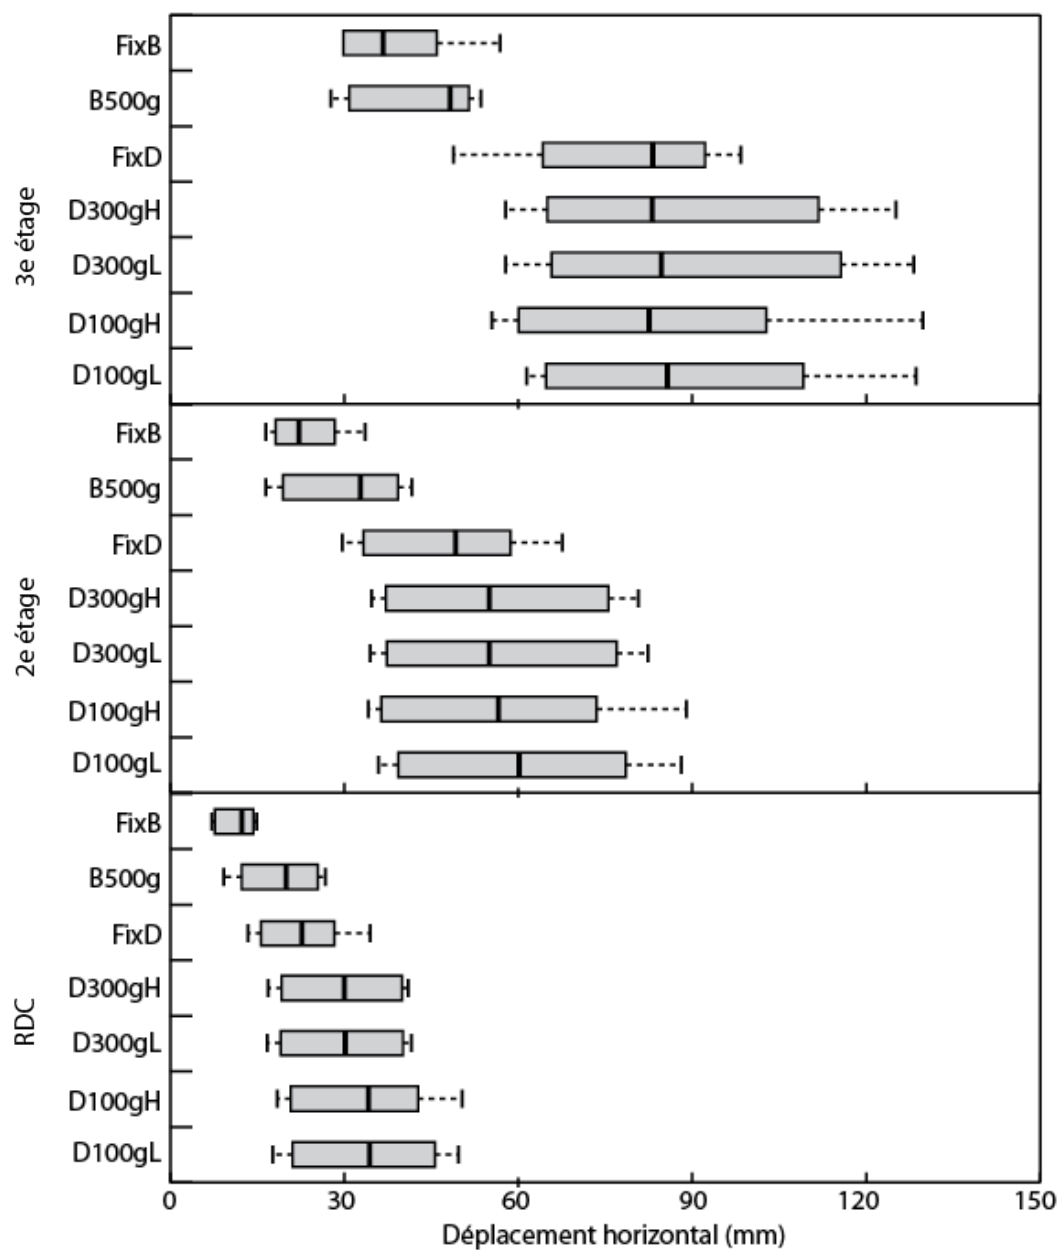 3e étage
FixB
B500g
FixD
D300gH
D300gL
D100gH
D100gL
2e étage
FixB
B500g
FixD
D300gH
D300gL
D100gH
D100gL
RDC
FixB
B500g
FixD
D300gH
D300gL
D100gH
D100gL
0 30 60 90 120 150
Déplacement horizontal (mm)